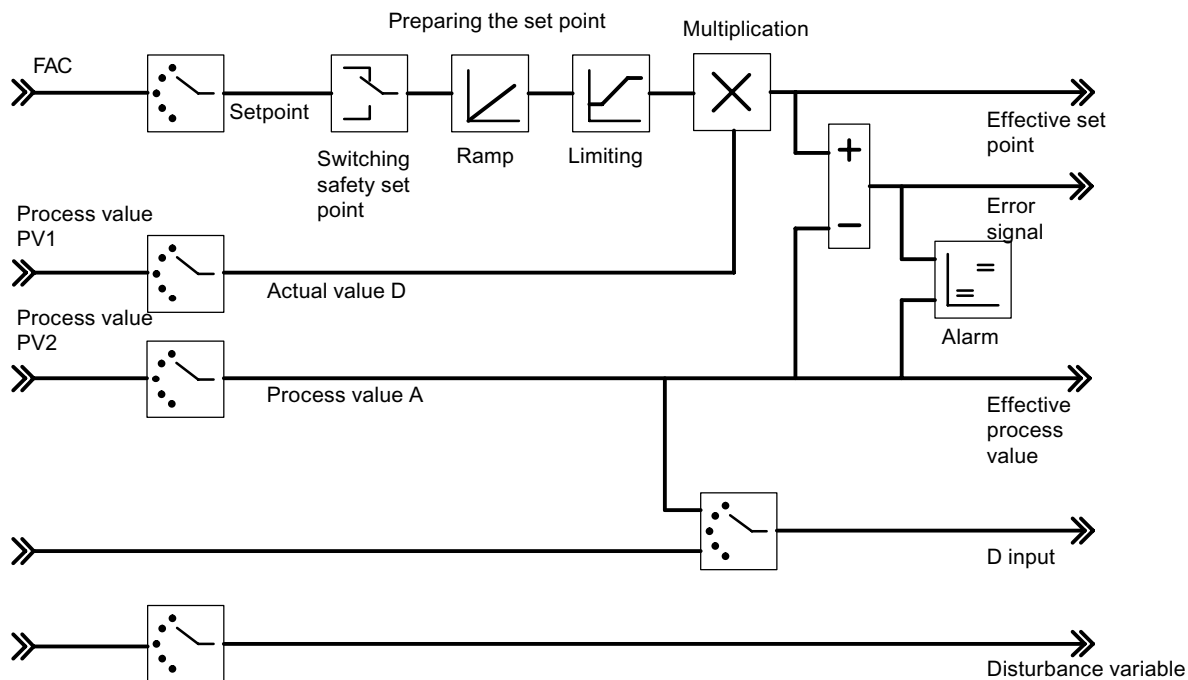 Preparing the set point
Multiplication
FAC
Setpoint
Switching
safety set
point
Ramp
Limiting
Effective set
point
Process value
PV1
Error
signal
Actual value D
Process value
PV2
Alarm
Process value A
Effective
process
value
D input
Disturbance variable